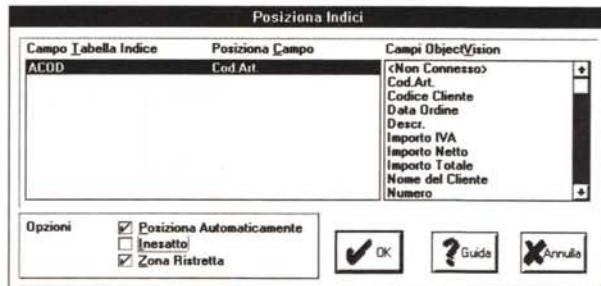 Posiziona Indici
Campo Tabella Indice Posiziona Campo Campi ObjectVision
ACOD Cod.Art.
<Non Connesso>
Cod.Art.
Codice Cliente
Data Ordine
Descr.
Importo IVA
Importo Netto
Importo Totale
Nome del Cliente
Numero
Opzioni
Posiziona Automaticamente
Inesatto
Zona Ristretta
OK
Guida
Annulla